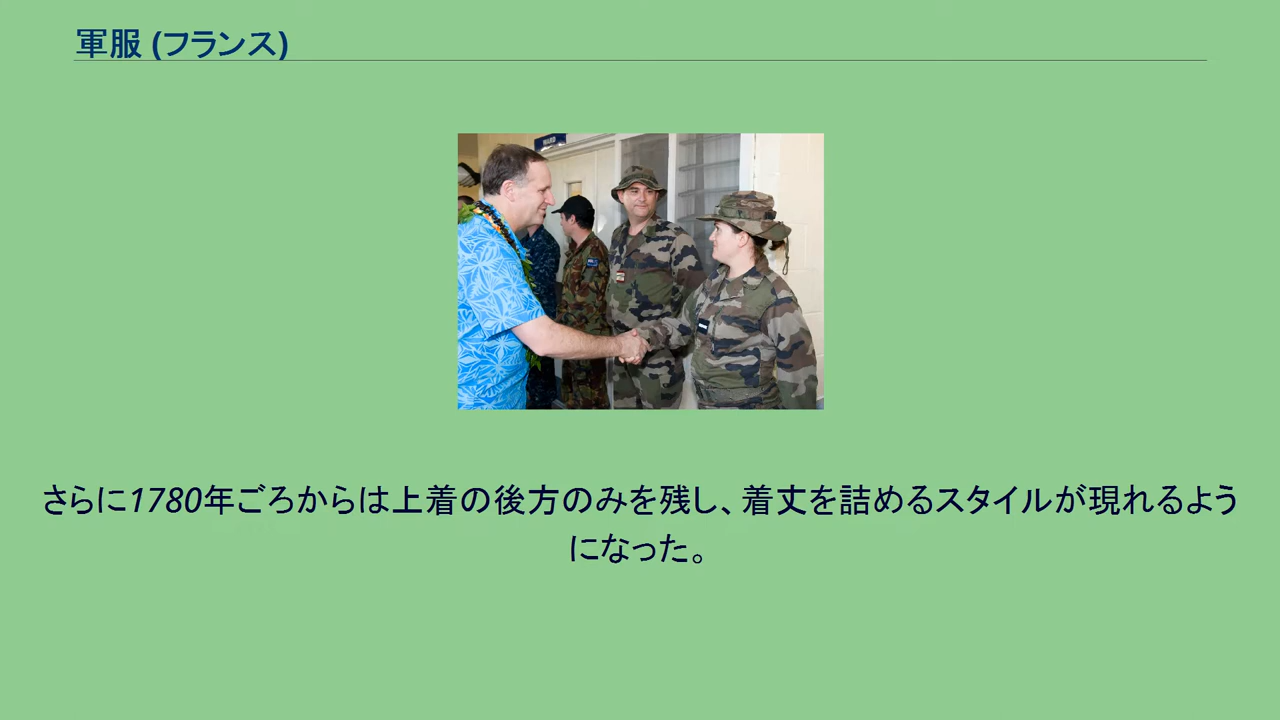 軍服 (フランス)
さらに1780年ごろからは上着の後方のみを残し、着丈を詰めるスタイルが現れるよう
になった。